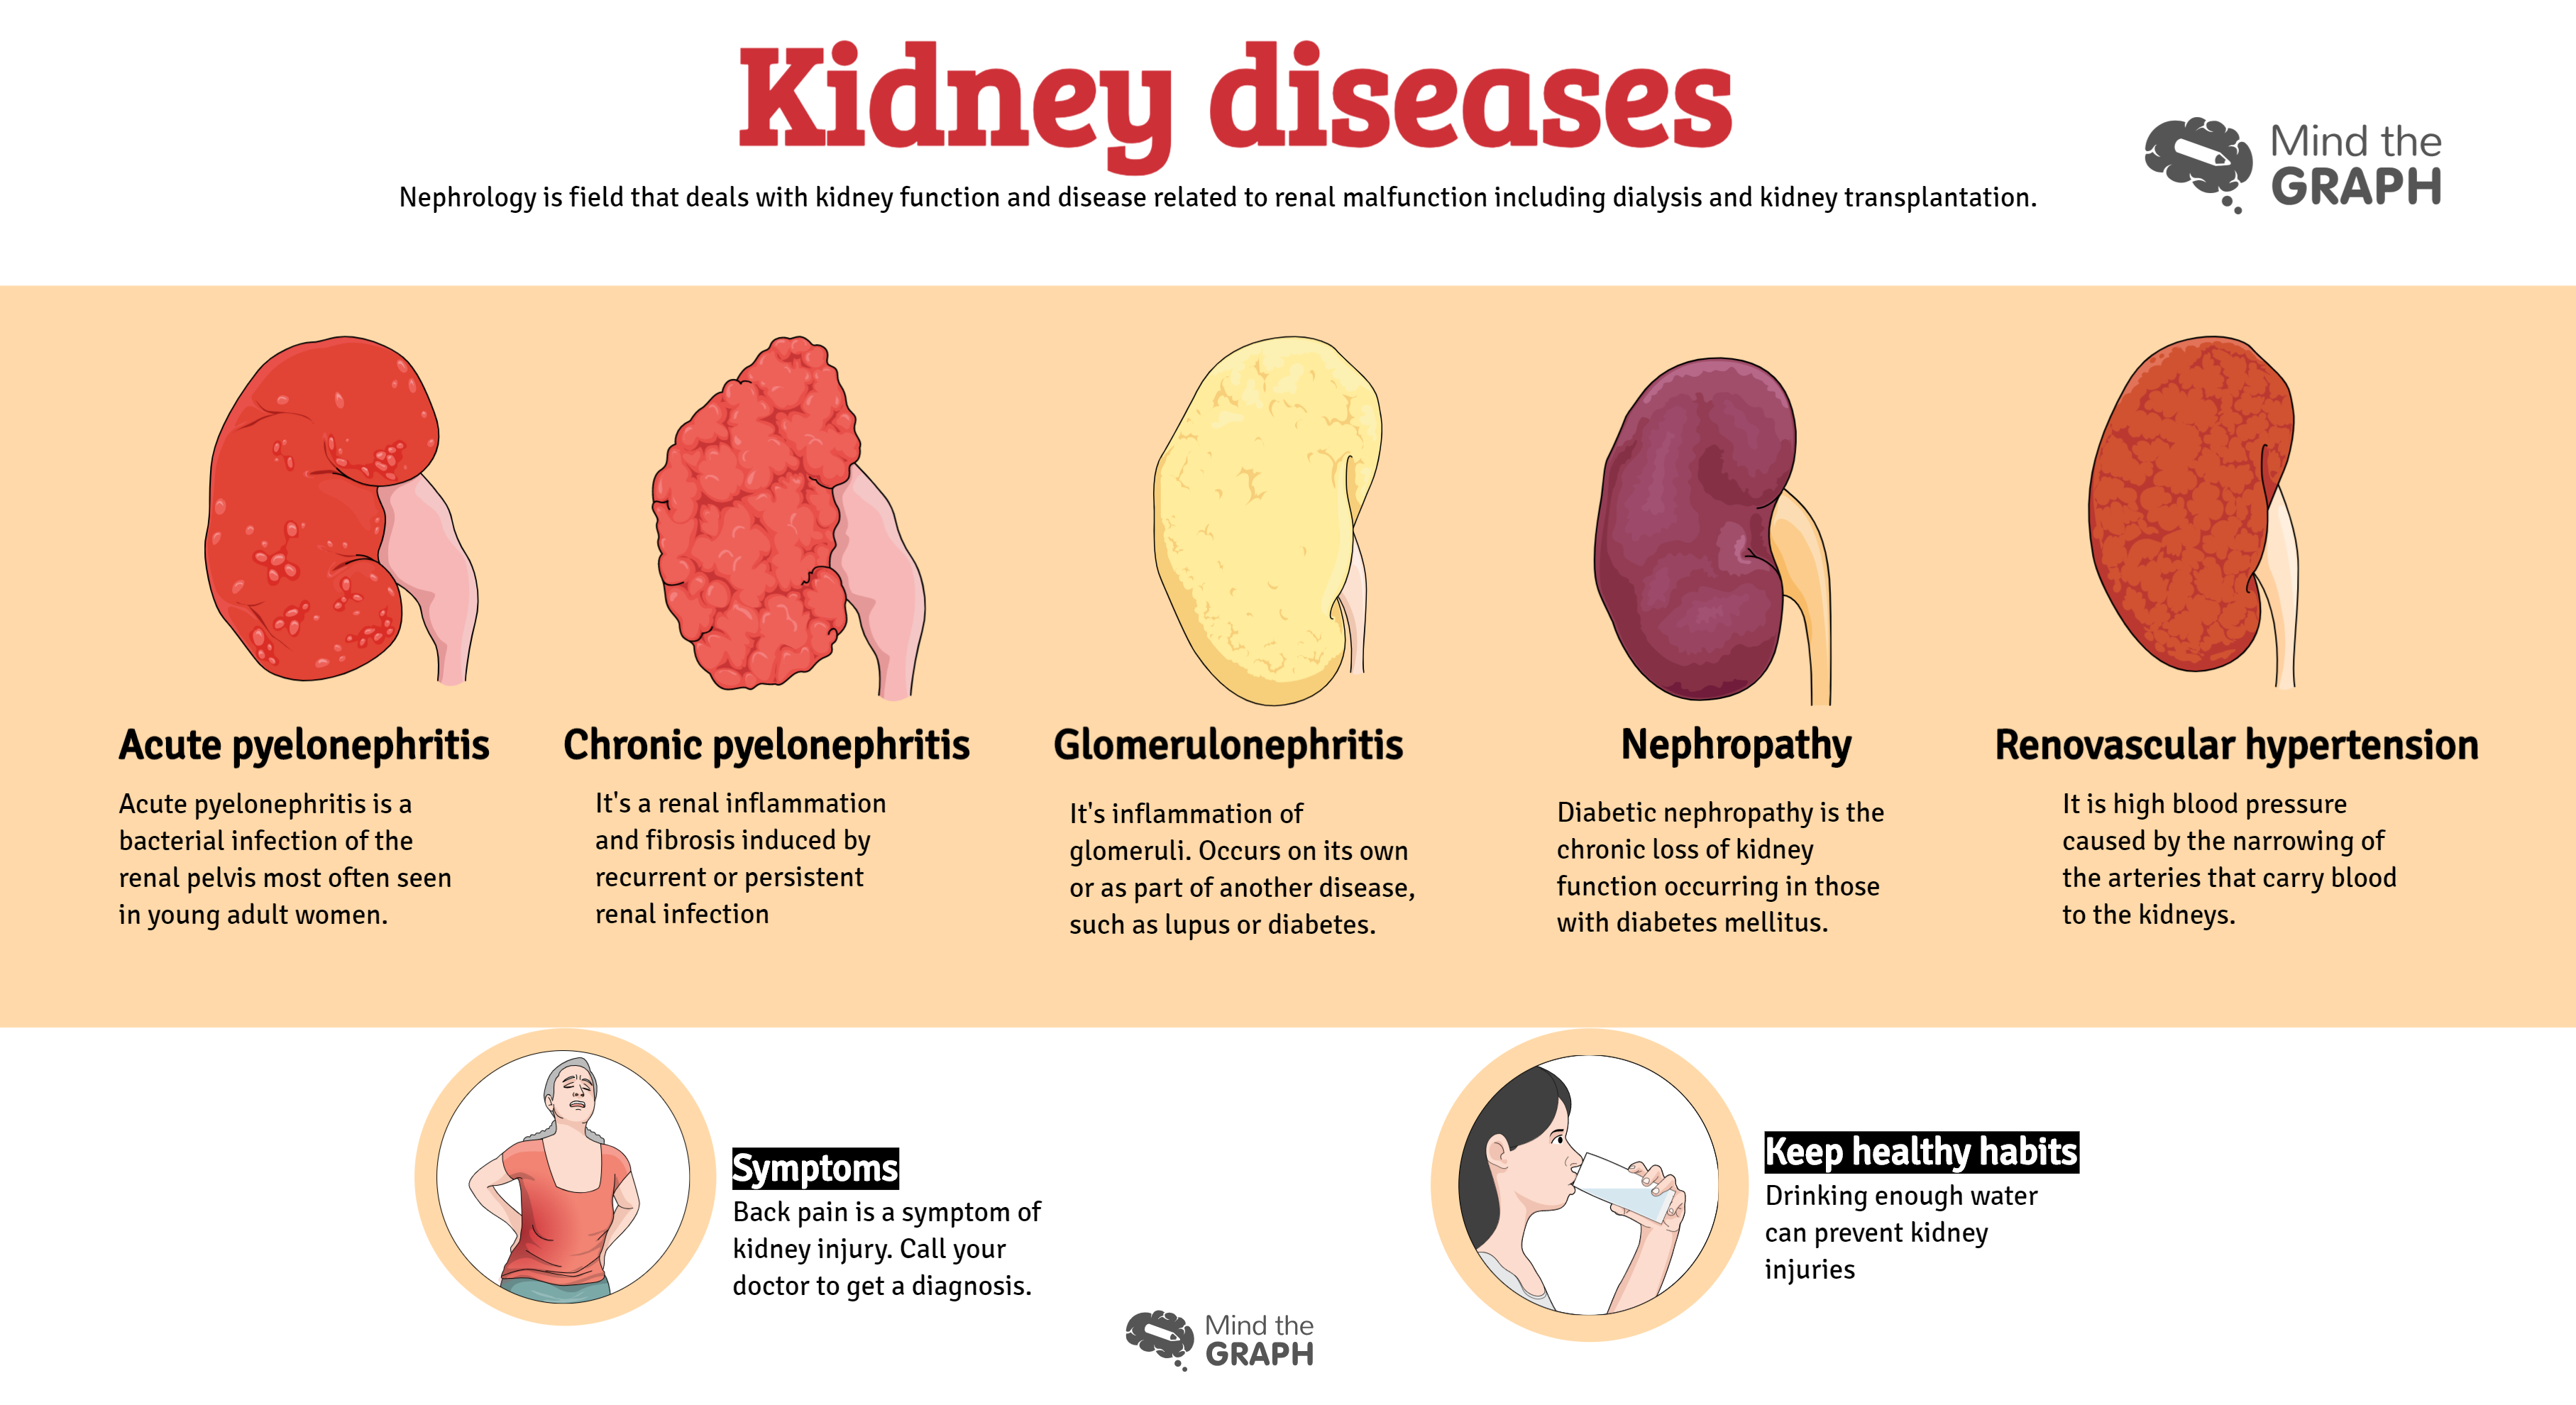 Kidney diseases
Mind the
GRAPH
Nephrology is field that deals with kidney function and disease related to renal malfunction including dialysis and kidney transplantation.
Acute pyelonephritis
Acute pyelonephritis is a
bacterial infection of the
renal pelvis most often seen
in young adult women.
Chronic pyelonephritis
It's a renal inflammation
and fibrosis induced by
recurrent or persistent
renal infection
Glomerulonephritis
It's inflammation of
glomeruli. Occurs on its own
or as part of another disease,
such as lupus or diabetes.
Nephropathy
Diabetic nephropathy is the
chronic loss of kidney
function occurring in those
with diabetes mellitus.
Renovascular hypertension
It is high blood pressure
caused by the narrowing of
the arteries that carry blood
to the kidneys.
Symptoms
Back pain is a symptom of
kidney injury. Call your
doctor to get a diagnosis.
Keep healthy habits
Drinking enough water
can prevent kidney
injuries
Mind the
GRAPH